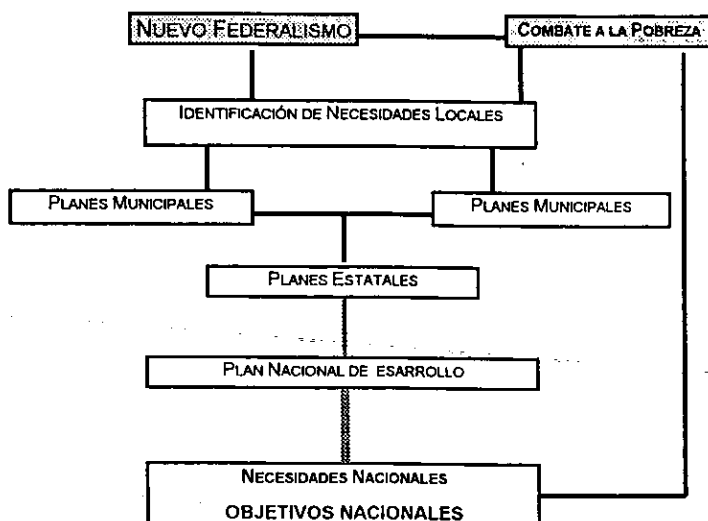 NUEVO FEDERALISMO
COMBATE A LA POBREZA
IDENTIFICACIÓN DE NECESIDADES LOCALES
PLANES MUNICIPALES
PLANES MUNICIPALES
PLANES ESTATALES
PLAN NACIONAL DE ESARROLLO
NECESIDADES NACIONALES
OBJETIVOS NACIONALES